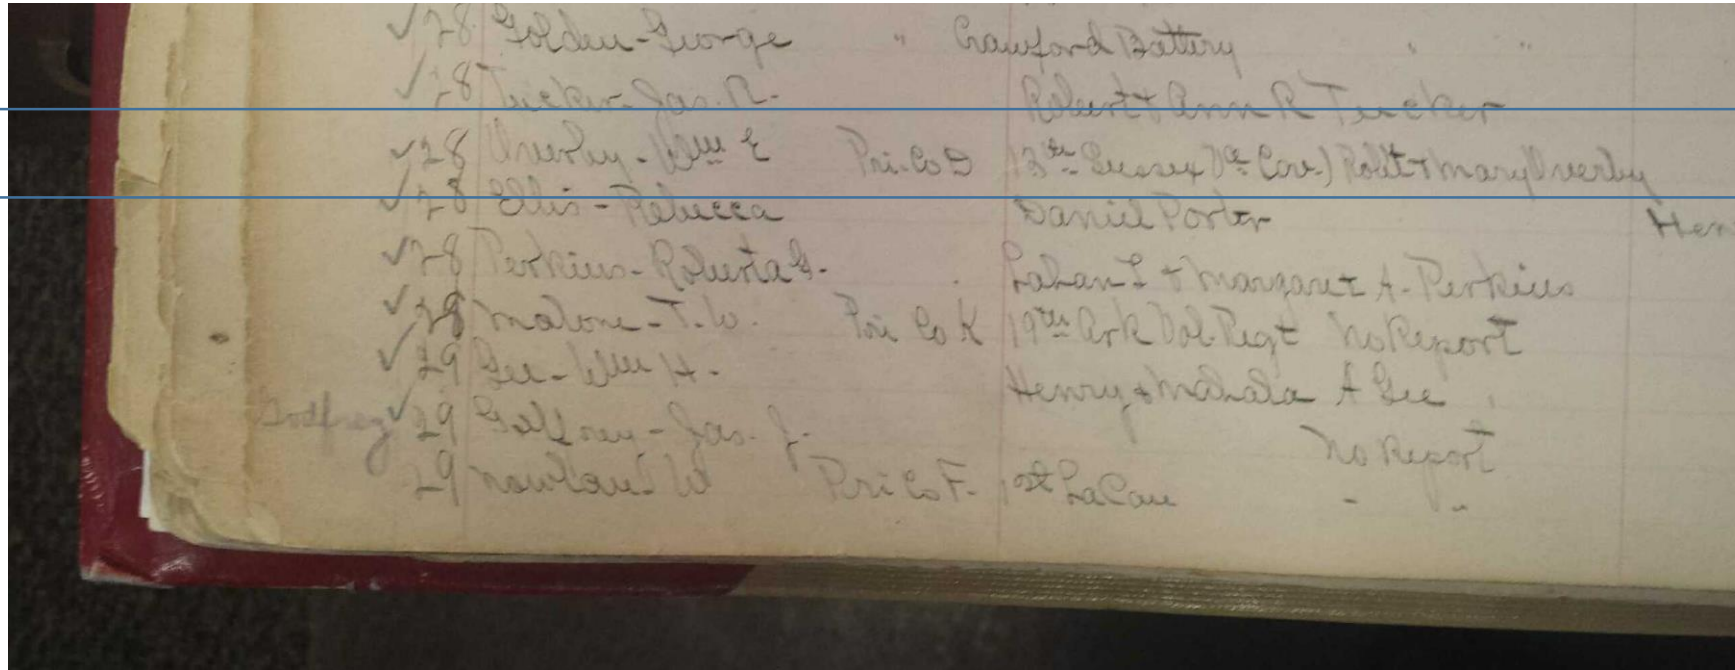 ✓ 28 Golden - George " Crawford Battery " "
✓ 28 Tucker - Jas. R. Robert + Ann R Tucker
✓ 28 Overby - Wm E Pri. Co D 13th Sussex Va Cav.) Robt + Mary Overby
✓ 28 Ellis - Rebecca Daniel Porter Hen
✓ 28 Perkins - Roberta G. Laban L + Margaret A. Perkins
✓ 28 Malone - T. W. Pri Co K 19th Ark Vol. Regt No Report
✓ 29 Gee - Wm H. Henry + Mahala A Gee
Godfrey ✓ 29 Godfrey - Jas. J. No Report
29 W Pri Co F. 1st La Cav " "